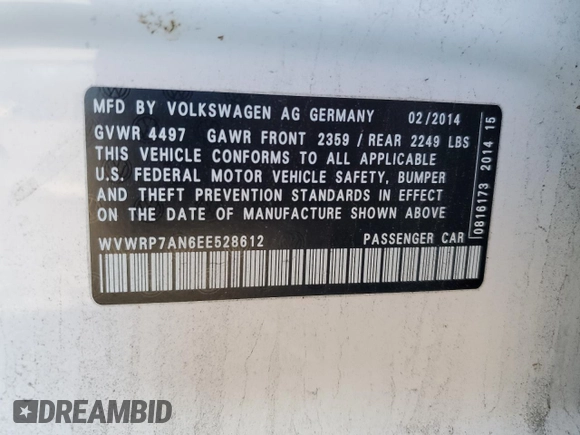 MFD BY VOLKSWAGEN AG GERMANY 02/2014
GVWR 4497 GAWR FRONT 2359 / REAR 2249 LBS
THIS VEHICLE CONFORMS TO ALL APPLICABLE
U.S. FEDERAL MOTOR VEHICLE SAFETY, BUMPER
AND THEFT PREVENTION STANDARDS IN EFFECT
ON THE DATE OF MANUFACTURE SHOWN ABOVE
WVWRP7AN6EE528612 PASSENGER CAR
0816173 2014 15
DREAMBID